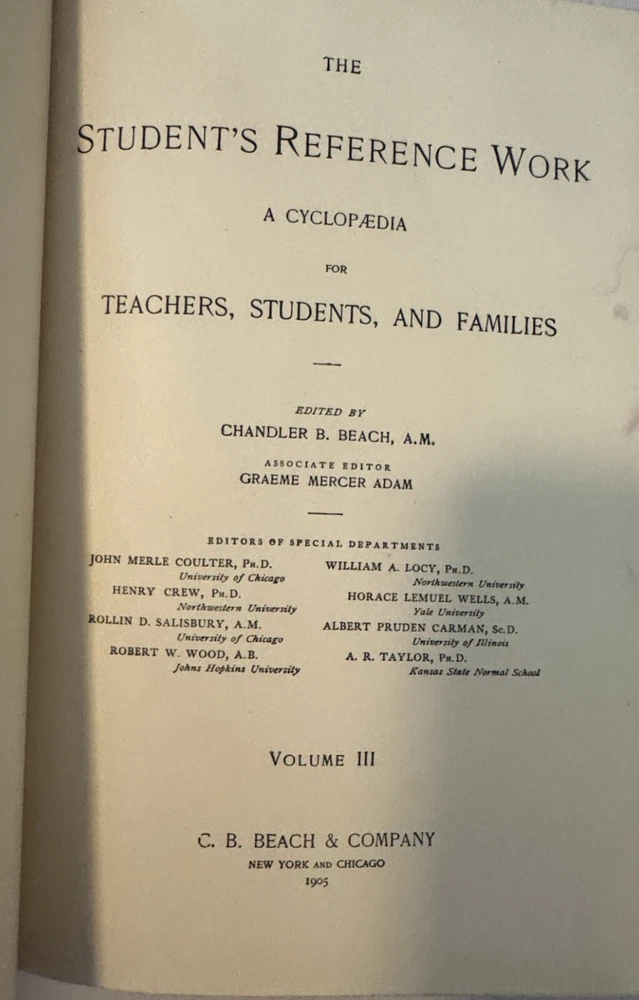 THE
STUDENT'S REFERENCE WORK
A CYCLOPÆDIA
FOR
TEACHERS, STUDENTS, AND FAMILIES
EDITED BY
CHANDLER B. BEACH, A.M.
ASSOCIATE EDITOR
GRAEME MERCER ADAM
EDITORS OF SPECIAL DEPARTMENTS
JOHN MERLE COULTER, PH.D.
University of Chicago
HENRY CREW, PH.D.
Northwestern University
ROLLIN D. SALISBURY, A.M.
University of Chicago
ROBERT W. WOOD, A.B.
Johns Hopkins University
WILLIAM A. LOCY, PH.D.
Northwestern University
HORACE LEMUEL WELLS, A.M.
Yale University
ALBERT PRUDEN CARMAN, Sc.D.
University of Illinois
A. R. TAYLOR, PH.D.
Kansas State Normal School
VOLUME III
C. B. BEACH & COMPANY
NEW YORK AND CHICAGO
1905